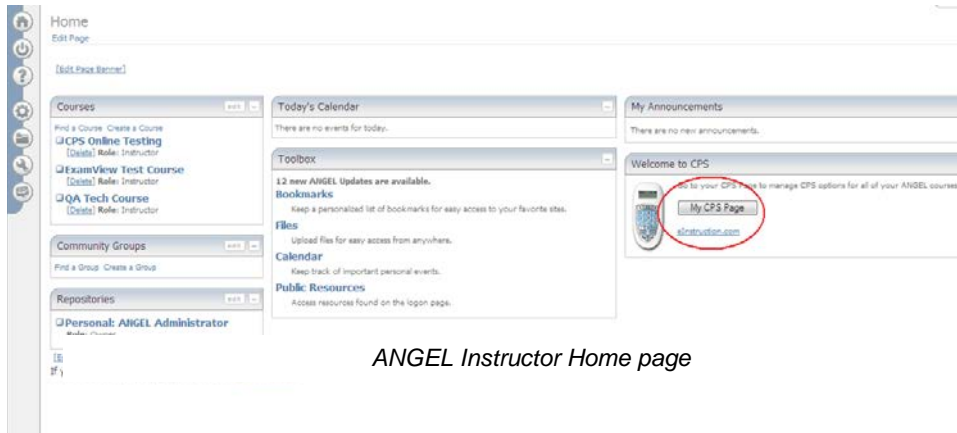 Home
Edit Page
[Edit Page Banner]
Courses
edit
Find a Course Create a Course
CPS Online Testing
[Delete] Role: Instructor
ExamView Test Course
[Delete] Role: Instructor
QA Tech Course
[Delete] Role: Instructor
Community Groups
edit
Find a Group Create a Group
Repositories
edit
Personal: ANGEL Administrator
Today's Calendar
There are no events for today.
Toolbox
12 new ANGEL Updates are available.
Bookmarks
Keep a personalized list of bookmarks for easy access to your favorite sites.
Files
Upload files for easy access from anywhere.
Calendar
Keep track of important personal events.
Public Resources
Access resources found on the logon page.
My Announcements
There are no new announcements.
Welcome to CPS
Go to your CPS Page to manage CPS options for all of your ANGEL courses
My CPS Page
eInstruction.com
ANGEL Instructor Home page